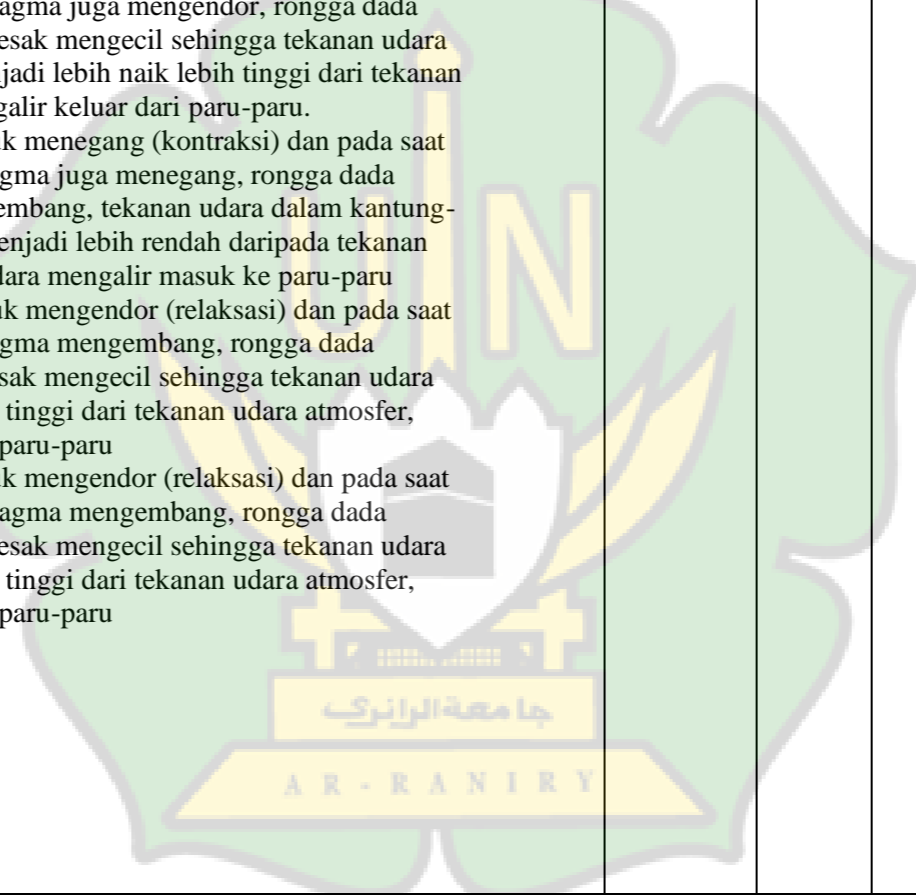 agma juga mengendor, rongga dada
esak mengecil sehingga tekanan udara
jadi lebih naik lebih tinggi dari tekanan
galir keluar dari paru-paru.
k menegang (kontraksi) dan pada saat
gma juga menegang, rongga dada
embang, tekanan udara dalam kantung-
enjadi lebih rendah daripada tekanan
dara mengalir masuk ke paru-paru
uk mengendor (relaksasi) dan pada saat
gma mengembang, rongga dada
sak mengecil sehingga tekanan udara
tinggi dari tekanan udara atmosfer,
paru-paru
k mengendor (relaksasi) dan pada saat
agma mengembang, rongga dada
esak mengecil sehingga tekanan udara
tinggi dari tekanan udara atmosfer,
paru-paru
UIN
جامعة الرانري
AR-RANIRY